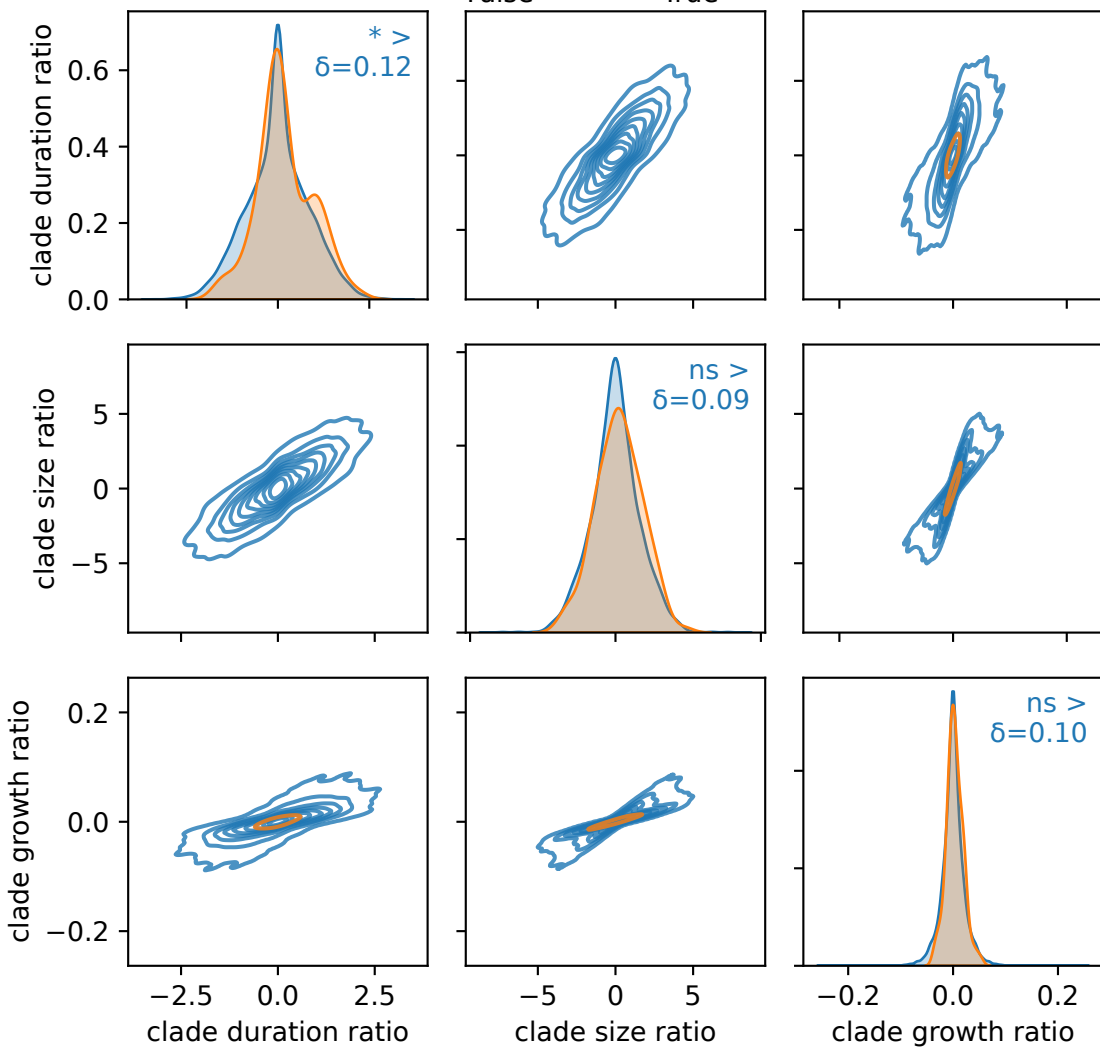 clade duration ratio
0.6
0.4
0.2
0.0
* >
δ=0.12
clade size ratio
5
0
−5
ns >
δ=0.09
clade growth ratio
0.2
0.0
−0.2
ns >
δ=0.10
−2.5 0.0 2.5
−5 0 5
−0.2 0.0 0.2
clade duration ratio
clade size ratio
clade growth ratio